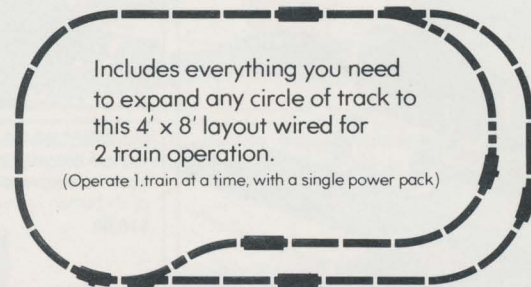 Includes everything you need
to expand any circle of track to
this 4' x 8' layout wired for
2 train operation.
(Operate 1.train at a time, with a single power pack)